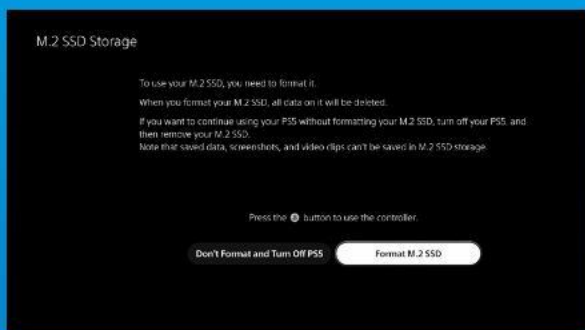 M.2 SSD Storage
To use your M.2 SSD, you need to format it.
When you format your M.2 SSD, all data on it will be deleted.
If you want to continue using your PS5 without formatting your M.2 SSD, turn off your PS5, and
then remove your M.2 SSD.
Note that saved data, screenshots, and video clips can't be saved in M.2 SSD storage.
Press the button to use the controller.
Don't Format and Turn Off PS5
Format M.2 SSD